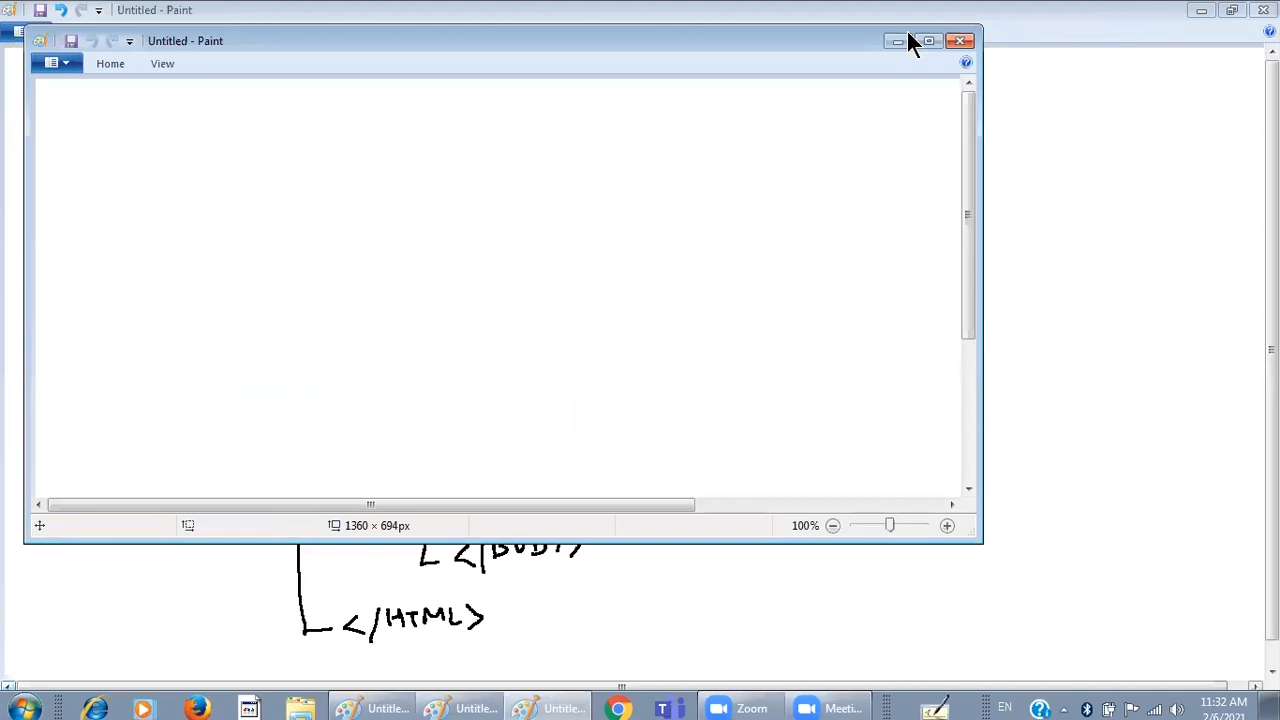 Untitled - Paint
Untitled - Paint
Home View
1360 × 694px
100%
</BODY>
</HTML>
Untitle... Untitle... Untitle... Zoom Meeti... EN 11:32 AM
2/6/2021